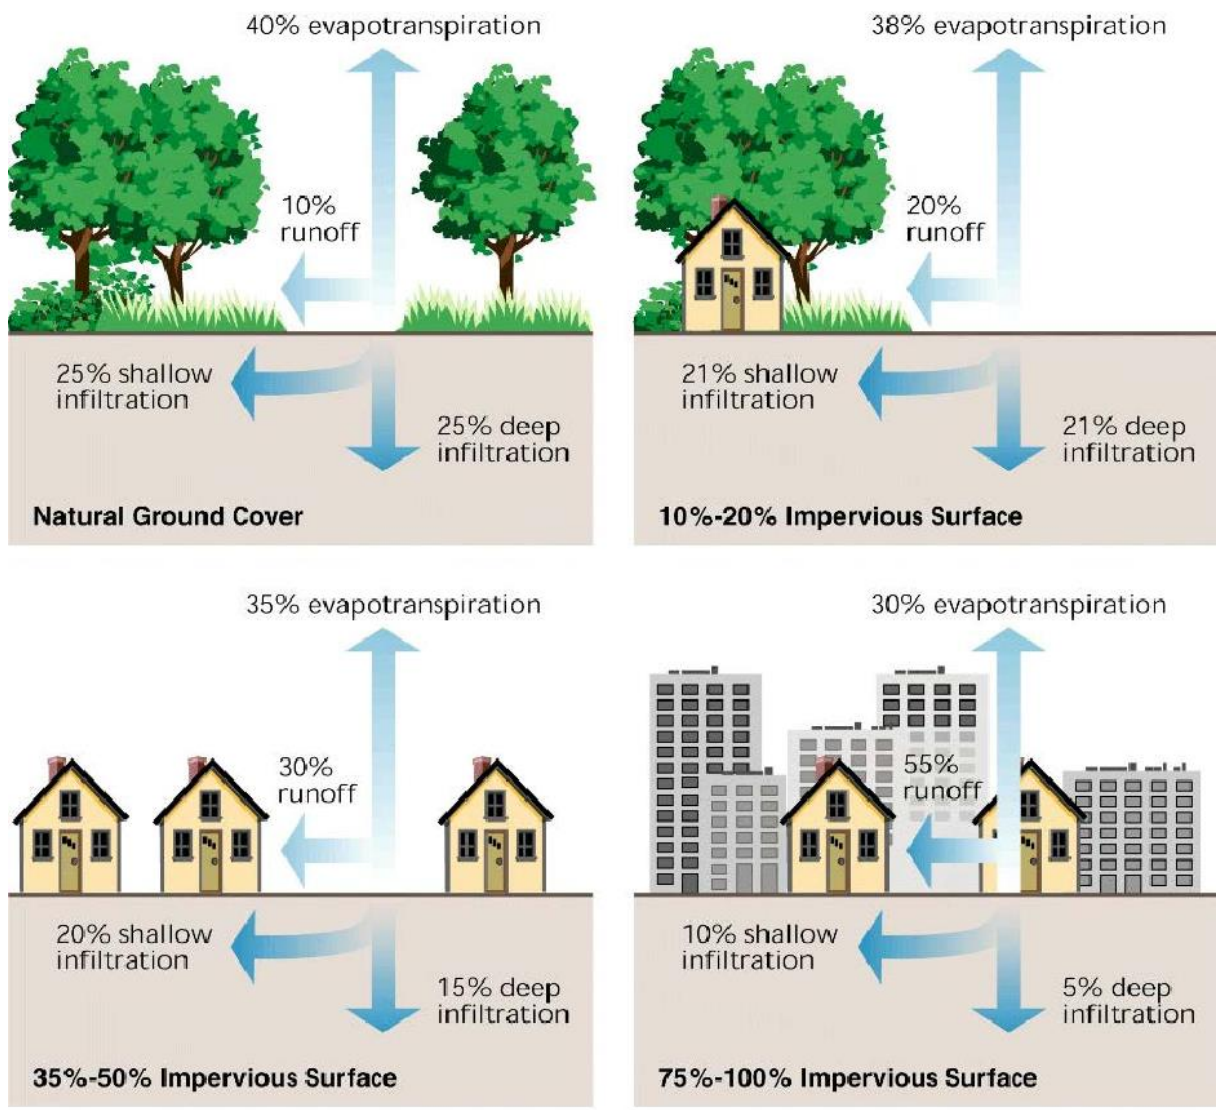 40% evapotranspiration
10%
runoff
25% shallow
infiltration
25% deep
infiltration
Natural Ground Cover
38% evapotranspiration
20%
runoff
21% shallow
infiltration
21% deep
infiltration
10%-20% Impervious Surface
35% evapotranspiration
30%
runoff
20% shallow
infiltration
15% deep
infiltration
35%-50% Impervious Surface
30% evapotranspiration
55%
runoff
10% shallow
infiltration
5% deep
infiltration
75%-100% Impervious Surface